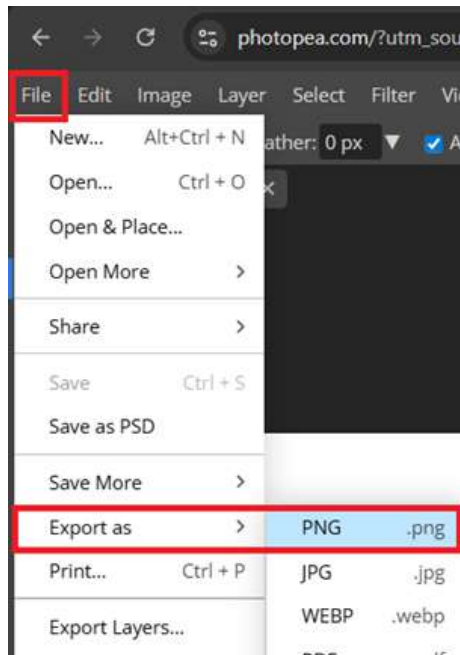 photopea.com/?utm_sou
File Edit Image Layer Select Filter Vi
ather: 0 px
New... Alt+Ctrl + N
Open... Ctrl + O
Open & Place...
Open More >
Share >
Save Ctrl + S
Save as PSD
Save More >
Export as > PNG .png
Print... Ctrl + P JPG .jpg
WEBP .webp
Export Layers...